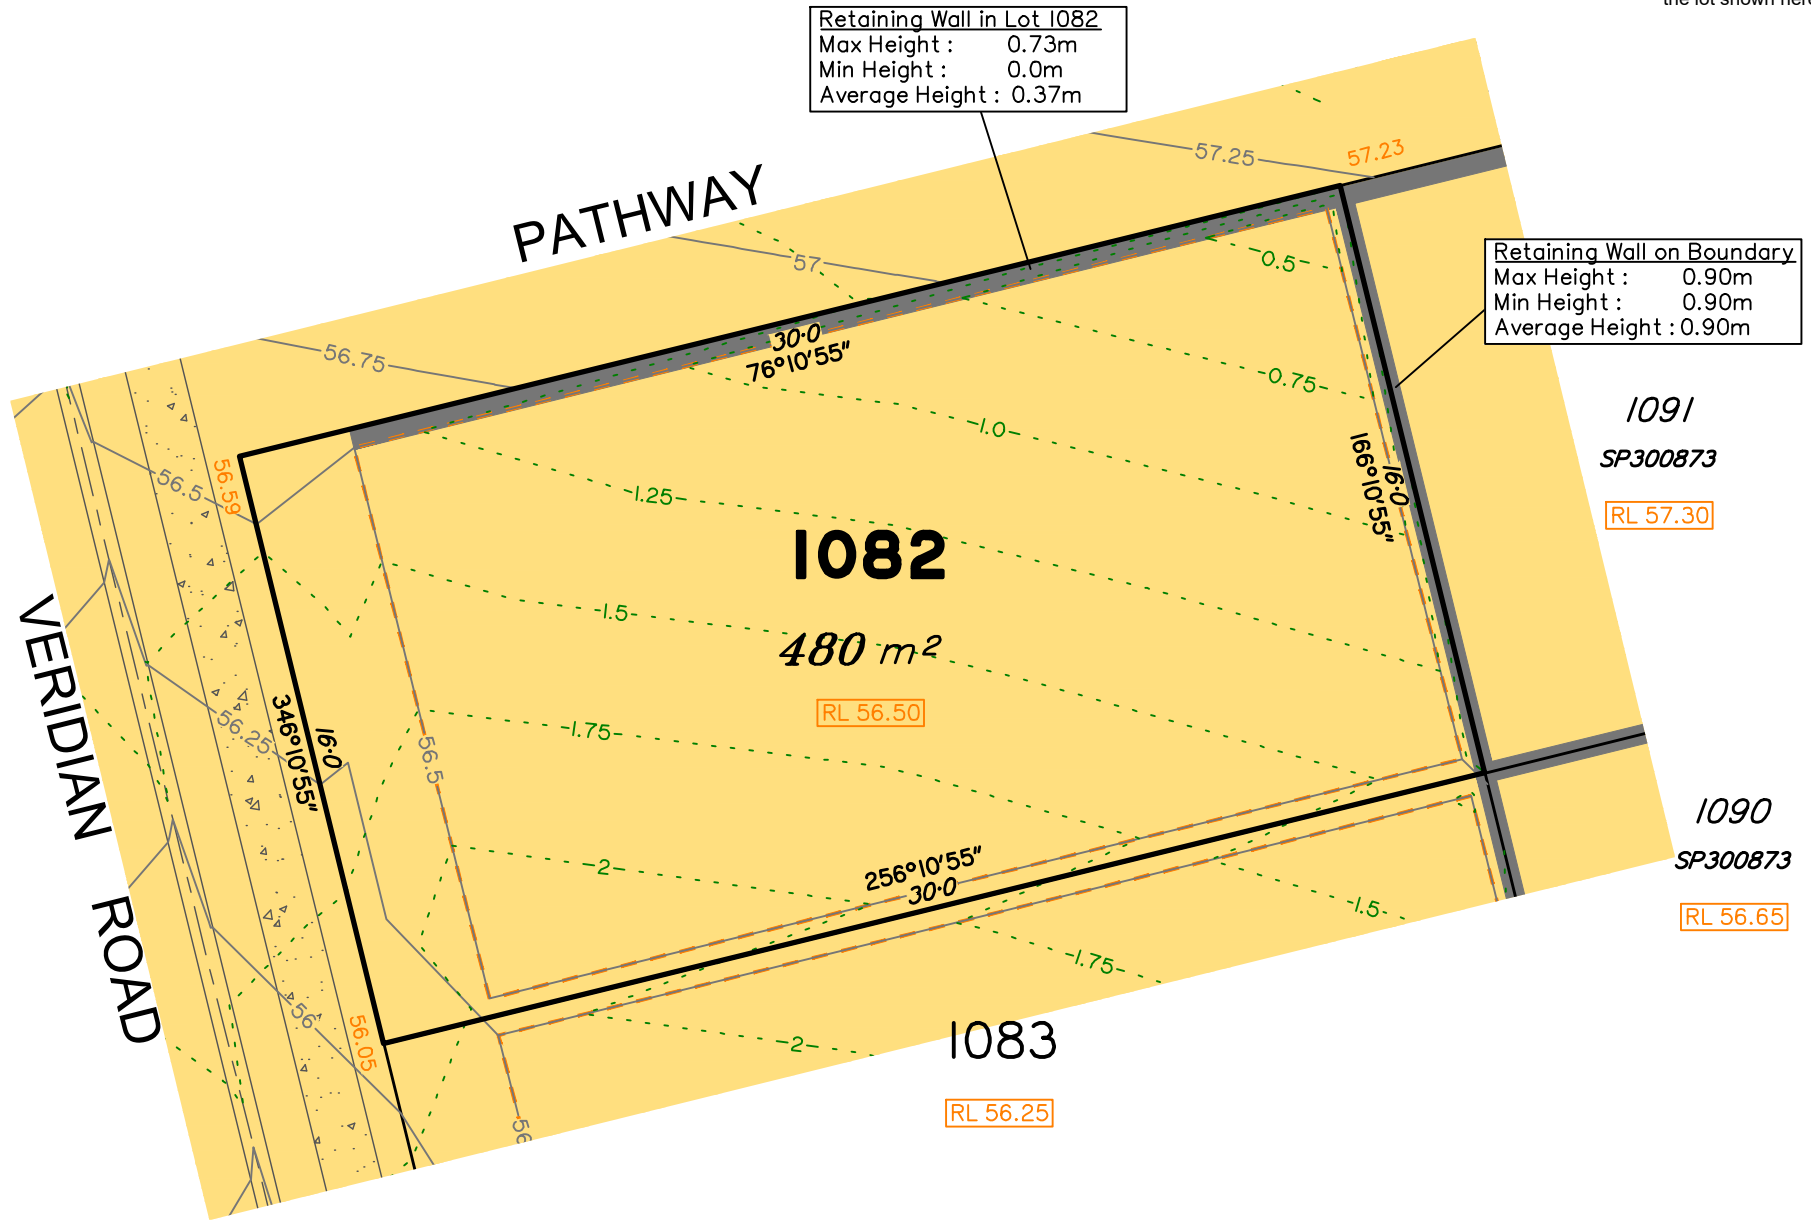 the lot shown here
Retaining Wall in Lot 1082
Max Height : 0.73m
Min Height : 0.0m
Average Height : 0.37m
57.25
57.23
PATHWAY
57
0.5
Retaining Wall on Boundary
Max Height : 0.90m
Min Height : 0.90m
Average Height : 0.90m
30·0
76°10'55"
56.75
0.75
1091
SP300873
RL 57.30
1.0
16·0
166°10'55"
56.59
56.5
1.25
1082
480 m²
RL 56.50
1.5
VERIDIAN ROAD
346°10'55"
16·0
56.25
56.5
1.75
1090
SP300873
RL 56.65
2
256°10'55"
30·0
1.5
1.75
56
56.05
2
1083
RL 56.25
56